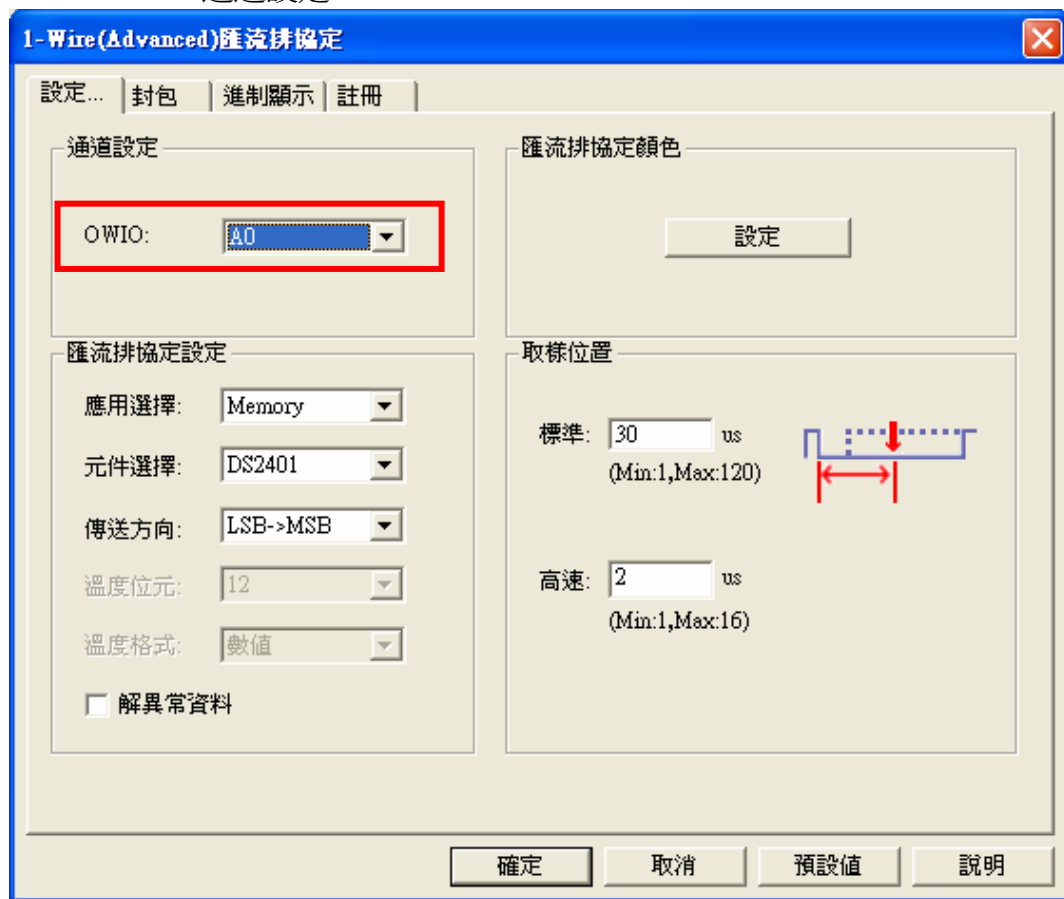 1-Wire(Advanced)匯流排協定
設定... 封包 進制顯示 註冊
通道設定
OWIO: A0
匯流排協定顏色
設定
匯流排協定設定
應用選擇: Memory
元件選擇: DS2401
傳送方向: LSB->MSB
溫度位元: 12
溫度格式: 數值
解異常資料
取樣位置
標準: 30 us
(Min:1,Max:120)
高速: 2 us
(Min:1,Max:16)
確定 取消 預設值 說明